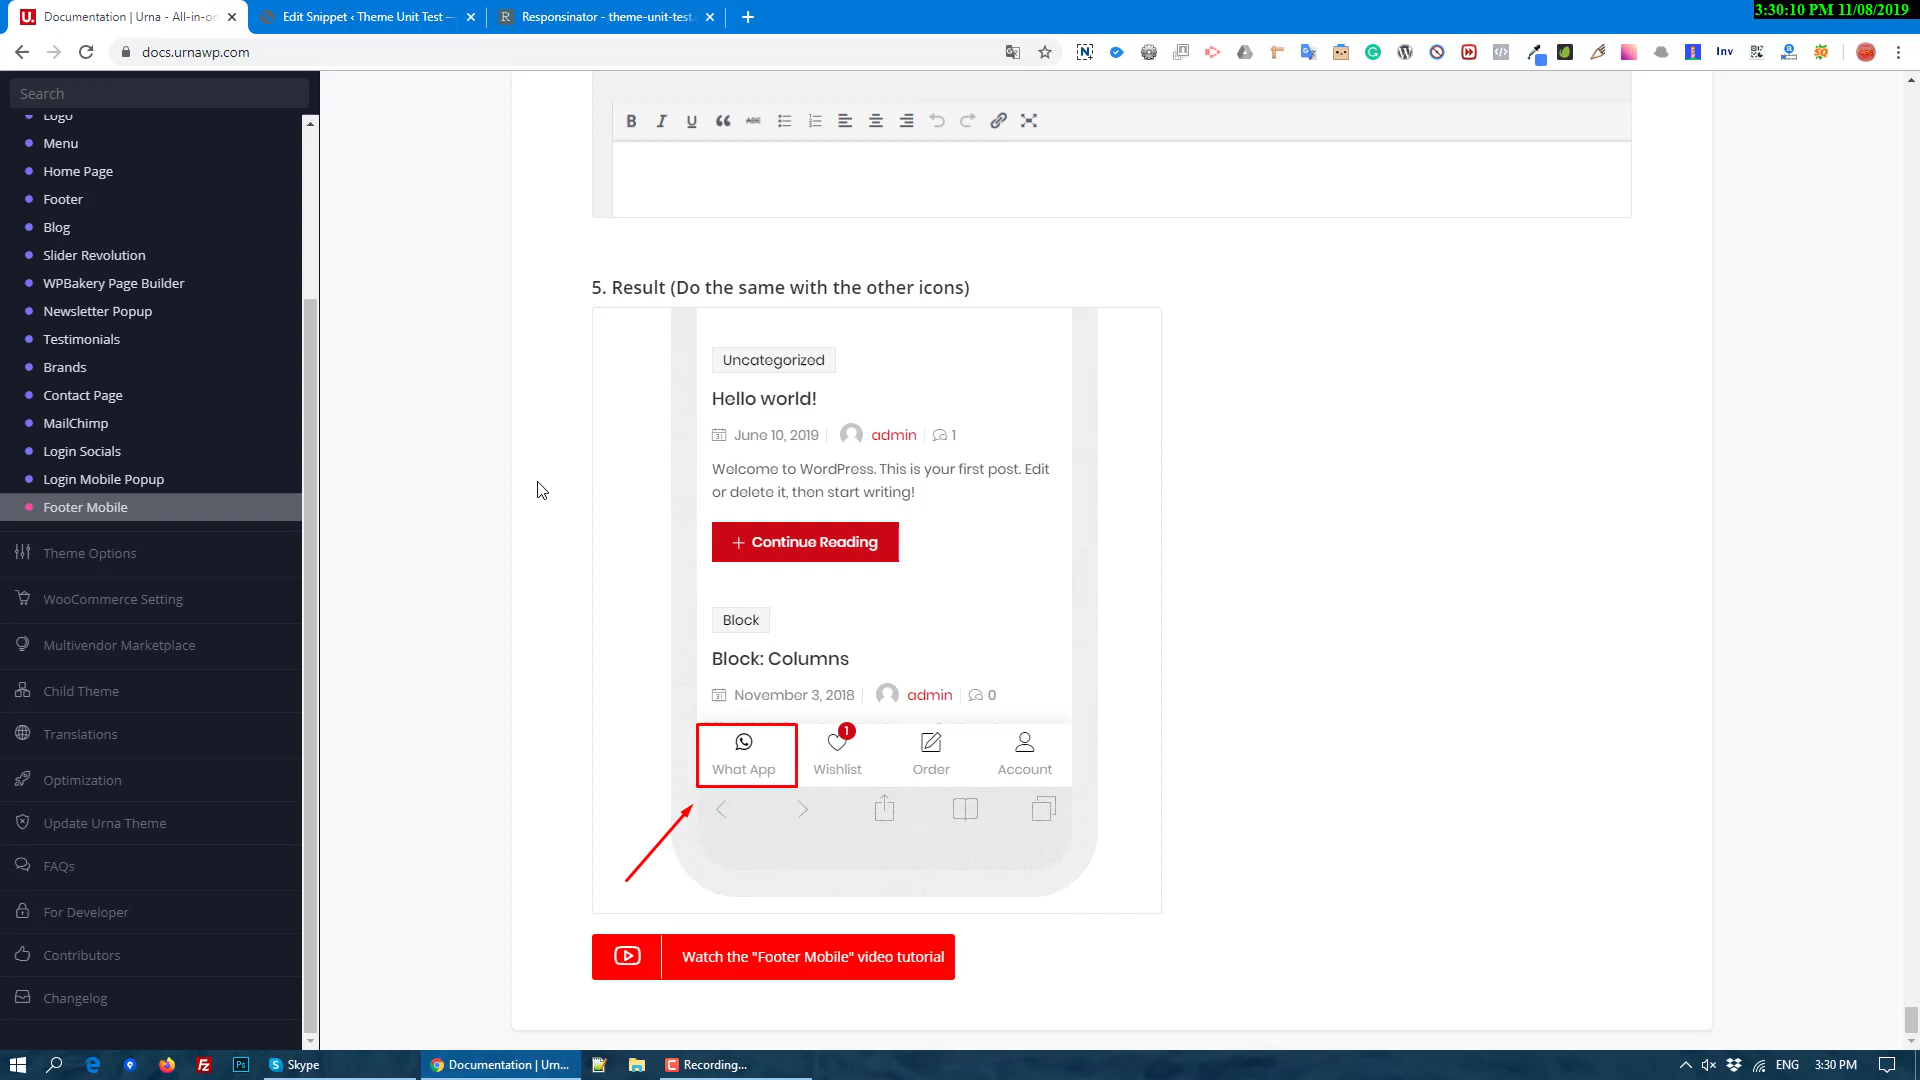 3:30:10 PM 11/08/2019
Documentation | Urna - All-in-on
Edit Snippet ‹ Theme Unit Test —
Responsinator - theme-unit-test.
docs.urnawp.com
Inv
Search
Logo
Menu
Home Page
Footer
Blog
Slider Revolution
WPBakery Page Builder
Newsletter Popup
Testimonials
Brands
Contact Page
MailChimp
Login Socials
Login Mobile Popup
Footer Mobile
Theme Options
WooCommerce Setting
Multivendor Marketplace
Child Theme
Translations
Optimization
Update Urna Theme
FAQs
For Developer
Contributors
Changelog
B I U ABC
5. Result (Do the same with the other icons)
Uncategorized
Hello world!
31 June 10, 2019 admin 1
Welcome to WordPress. This is your first post. Edit
or delete it, then start writing!
+ Continue Reading
Block
Block: Columns
31 November 3, 2018 admin 0
1
What App
Wishlist
Order
Account
Watch the "Footer Mobile" video tutorial
Skype
Documentation | Urn...
Recording...
ENG
3:30 PM